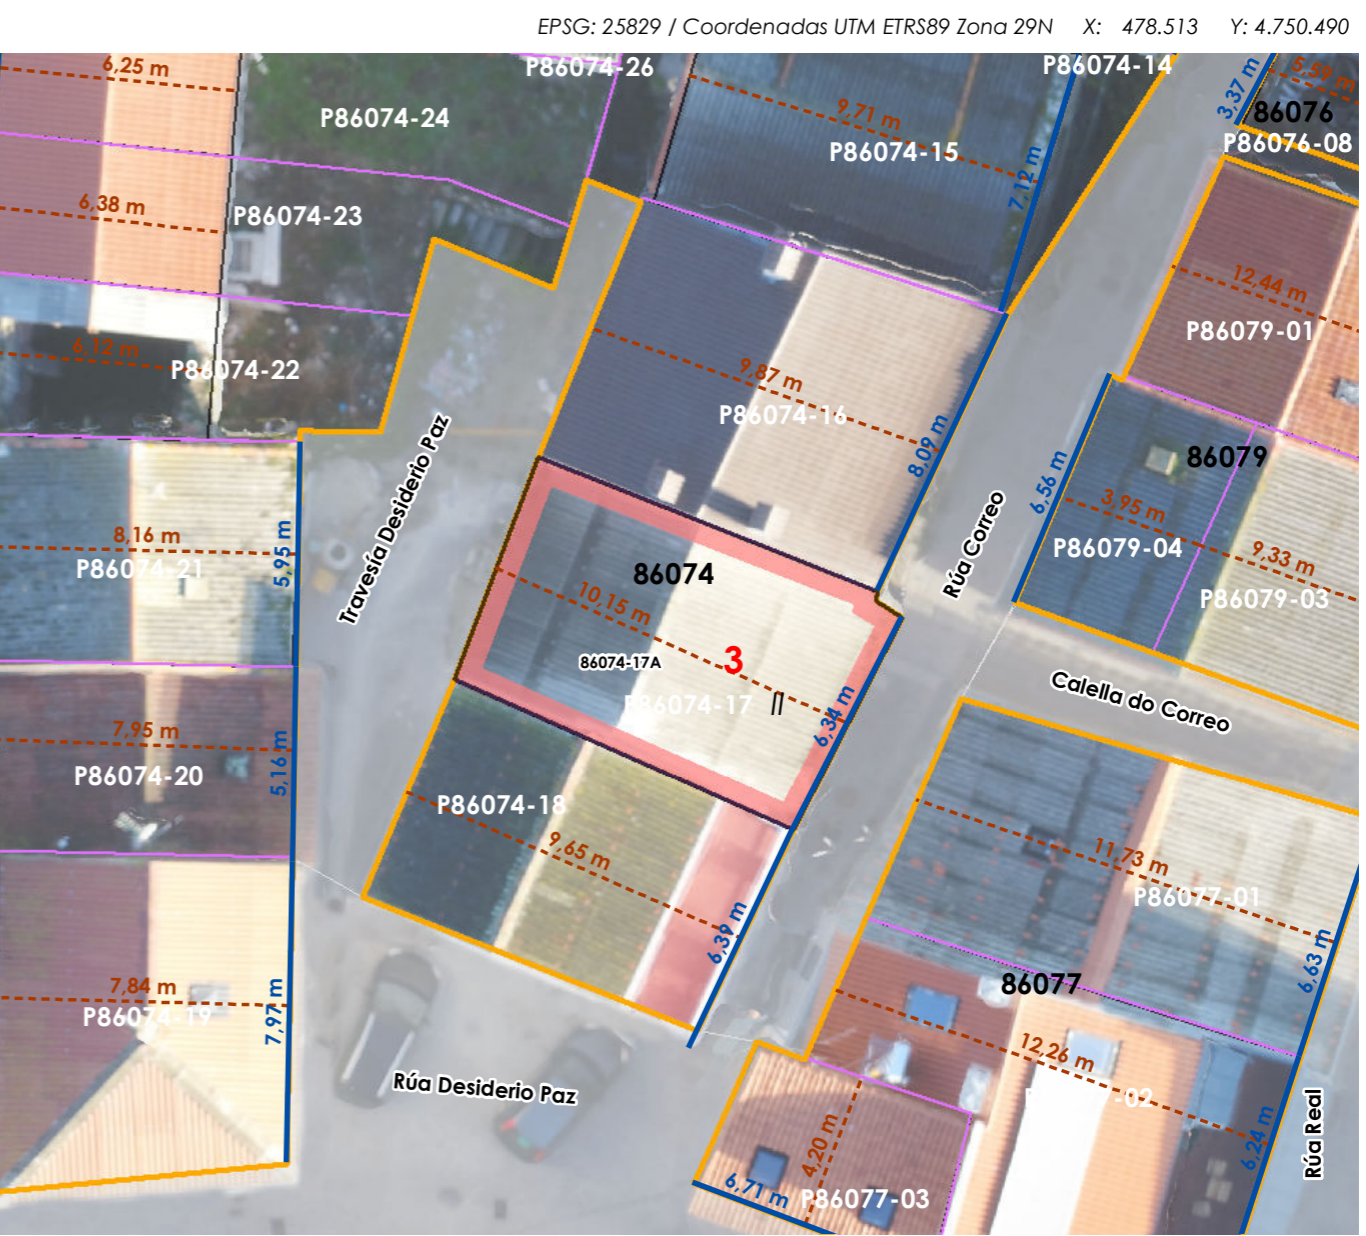 EPSG: 25829 / Coordenadas UTM ETRS89 Zona 29N X: 478.513 Y: 4.750.490
6,25 m
P86074-26
P86074-14
3,37 m
5,59 m
86076
P86076-08
P86074-24
9,71 m
P86074-15
7,12 m
6,38 m
P86074-23
12,44 m
P86079-01
6,12 m
P86074-22
9,87 m
P86074-16
8,09 m
Travesía Desiderio Paz
86079
6,56 m
3,95 m
P86079-04
9,33 m
P86079-03
Rúa Correo
8,16 m
P86074-21
5,95 m
86074
10,15 m
86074-17A
3
P86074-17
II
6,34 m
Calella do Correo
7,95 m
P86074-20
5,16 m
P86074-18
9,65 m
6,39 m
11,73 m
P86077-01
6,63 m
86077
7,84 m
P86074-19
7,97 m
12,26 m
-02
6,24 m
Rúa Desiderio Paz
Rúa Real
4,20 m
6,71 m
P86077-03